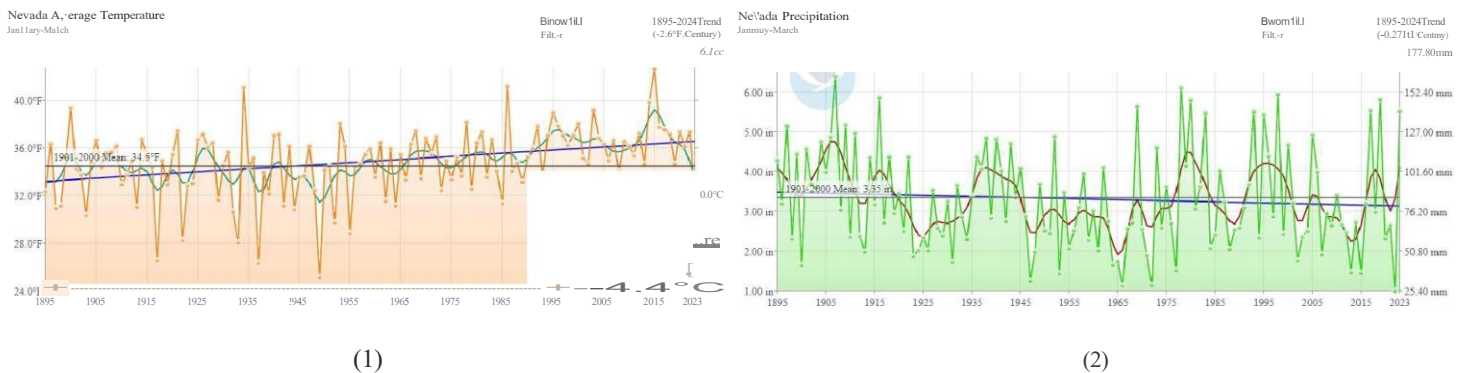 Nevada A,·erage Temperature
Jan11ary-Ma1ch
Binow1il.l
Filt.-r
1895-2024Trend
(-2.6°F.Century)
6.1cc
40.0°F
36.0°F
32.0°F
28.0°F
24.0°F
1901-2000 Mean: 34.5°F
0.0°C
..re
-4.4°C
1895 1905 1915 1925 1935 1945 1955 1965 1975 1985 1995 2005 2015 2023
(1)
Ne\'ada Precipitation
Janmuy-March
Bwom1il.l
Filt.-r
1895-2024Trend
177.80mm
6.00 in
5.00 in
4.00 in
3.00 in
2.00 in
1.00 in
1901-2000 Mean: 3.35 in
152.40 mm
127.00 mm
101.60 mm
76.20 mm
50.80 mm
25.40 mm
1895 1905 1915 1925 1935 1945 1955 1965 1975 1985 1995 2005 2015 2023
(2)